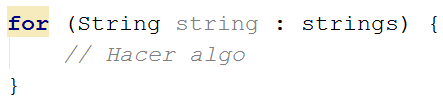 for (String string : strings) {
    // Hacer algo
}